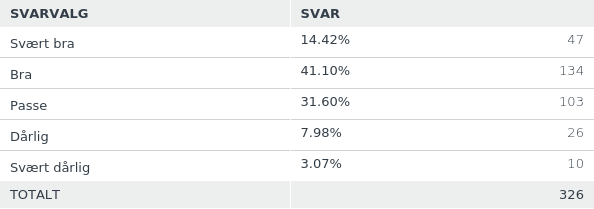 SVARVALG SVAR
Svært bra 14.42% 47
Bra 41.10% 134
Passe 31.60% 103
Dårlig 7.98% 26
Svært dårlig 3.07% 10
TOTALT 326